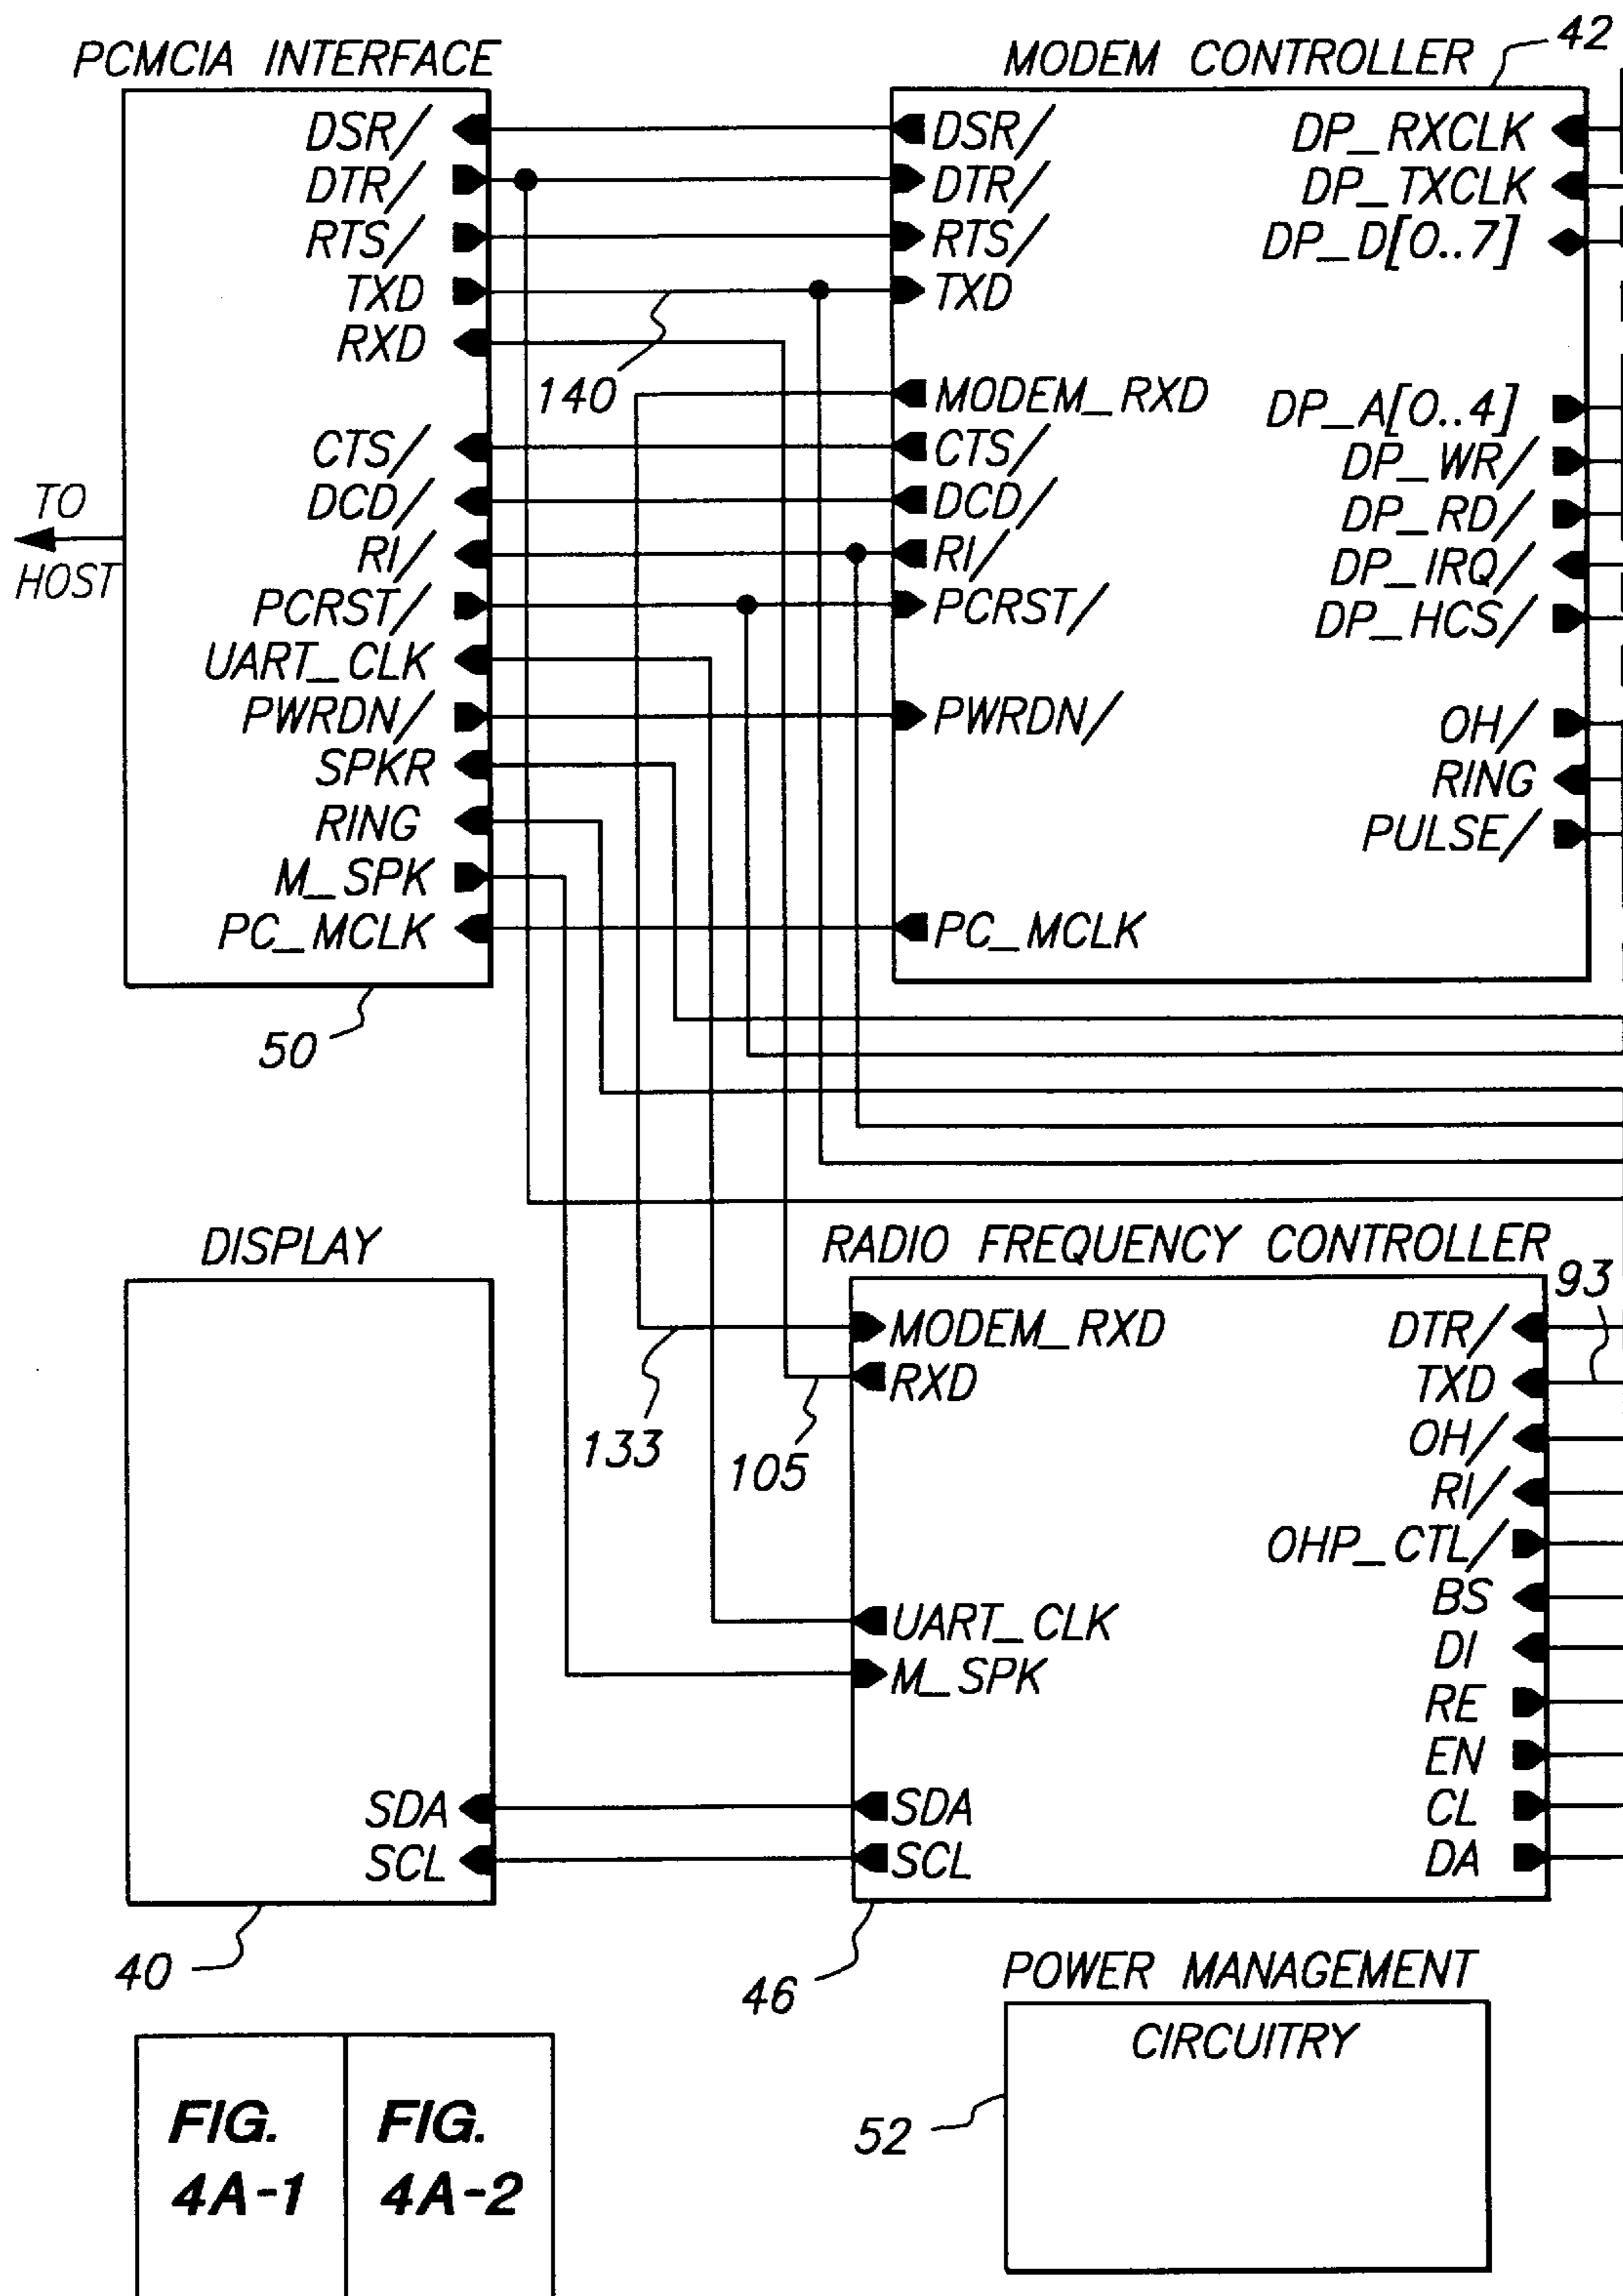 PCMCIA INTERFACE
DSR/
DTR/
RTS/
TXD
RXD
CTS/
DCD/
RI/
PCRST/
UART_CLK
PWRDN/
SPKR
RING
M_SPK
PC_MCLK
50
TO
HOST
140
MODEM CONTROLLER
42
DSR/
DTR/
RTS/
TXD
MODEM_RXD
CTS/
DCD/
RI/
PCRST/
PWRDN/
PC_MCLK
DP_RXCLK
DP_TXCLK
DP_D[0..7]
DP_A[0..4]
DP_WR/
DP_RD/
DP_IRQ/
DP_HCS/
OH/
RING
PULSE/
DISPLAY
SDA
SCL
40
133
105
RADIO FREQUENCY CONTROLLER
93
MODEM_RXD
RXD
UART_CLK
M_SPK
SDA
SCL
DTR/
TXD
OH/
RI/
OHP_CTL/
BS
DI
RE
EN
CL
DA
46
POWER MANAGEMENT
CIRCUITRY
52
FIG.
4A-1
FIG.
4A-2